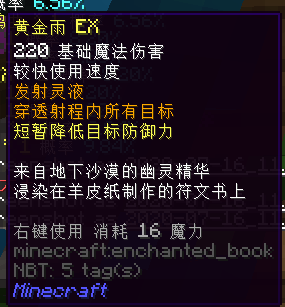 率 6.56%
黄金雨 EX
220 基础魔法伤害
较快使用速度
发射灵液
穿透射程内所有目标
短暂降低目标防御力
来自地下沙漠的幽灵精华
浸染在羊皮纸制作的符文书上
右键使用 消耗 16 魔力
minecraft:enchanted_book
NBT: 5 tag(s)
Minecraft